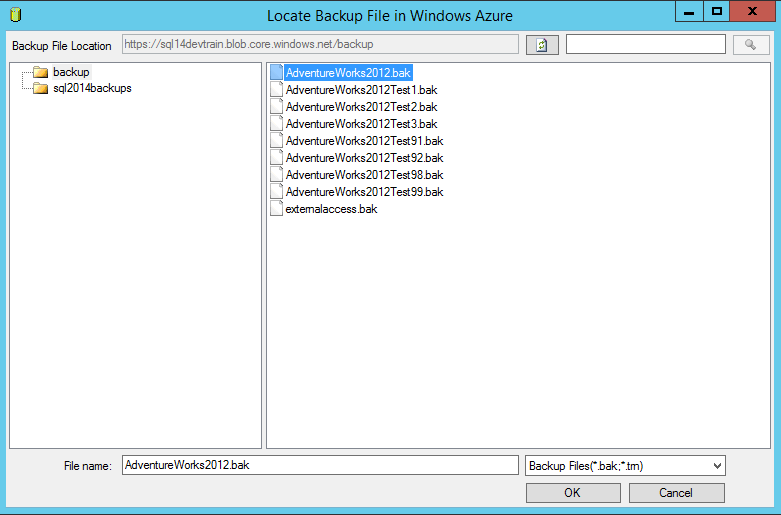 Locate Backup File in Windows Azure
Backup File Location https://sql14devtrain.blob.core.windows.net/backup
backup
sql2014backups
AdventureWorks2012.bak
AdventureWorks2012Test1.bak
AdventureWorks2012Test2.bak
AdventureWorks2012Test3.bak
AdventureWorks2012Test91.bak
AdventureWorks2012Test92.bak
AdventureWorks2012Test98.bak
AdventureWorks2012Test99.bak
externalaccess.bak
File name: AdventureWorks2012.bak Backup Files(*.bak;*.trn)
OK Cancel